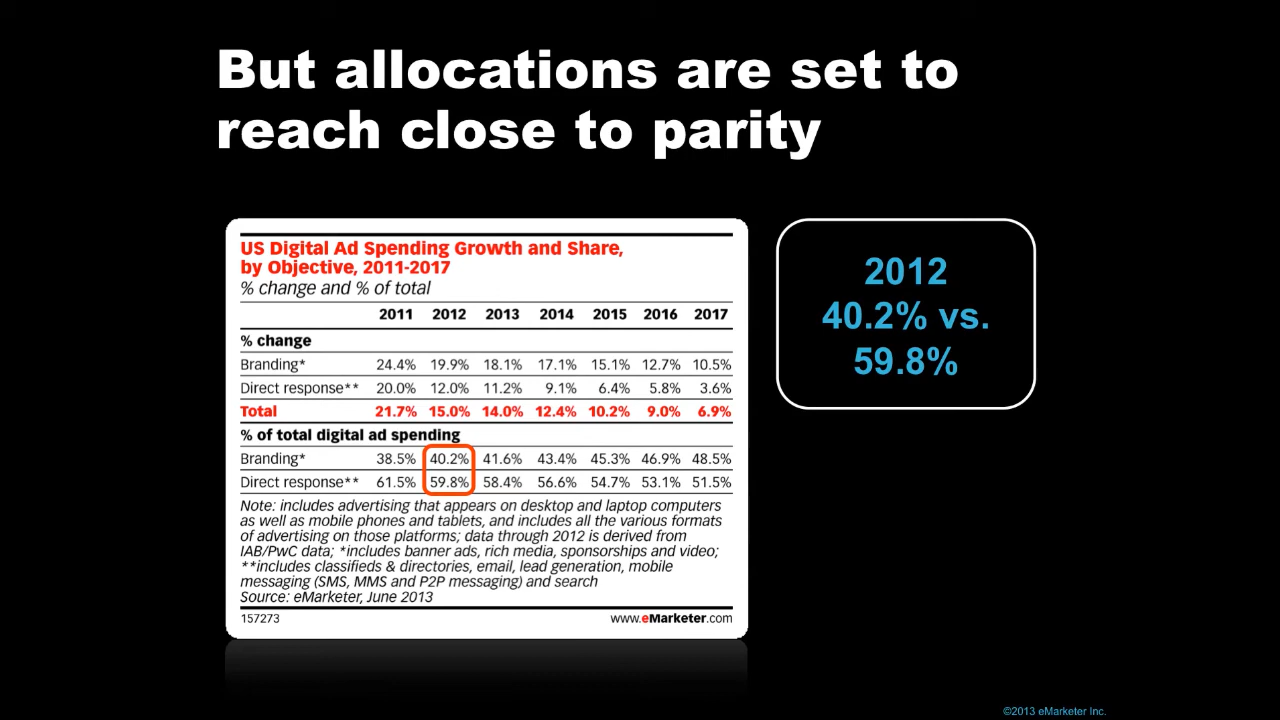 But allocations are set to
reach close to parity
US Digital Ad Spending Growth and Share,
by Objective, 2011-2017
% change and % of total
2011 2012 2013 2014 2015 2016 2017
% change
Branding* 24.4% 19.9% 18.1% 17.1% 15.1% 12.7% 10.5%
Direct response** 20.0% 12.0% 11.2% 9.1% 6.4% 5.8% 3.6%
Total 21.7% 15.0% 14.0% 12.4% 10.2% 9.0% 6.9%
% of total digital ad spending
Branding* 38.5% 40.2% 41.6% 43.4% 45.3% 46.9% 48.5%
Direct response** 61.5% 59.8% 58.4% 56.6% 54.7% 53.1% 51.5%
Note: includes advertising that appears on desktop and laptop computers
as well as mobile phones and tablets, and includes all the various formats
of advertising on those platforms; data through 2012 is derived from
IAB/PwC data; *includes banner ads, rich media, sponsorships and video;
**includes classifieds & directories, email, lead generation, mobile
messaging (SMS, MMS and P2P messaging) and search
Source: eMarketer, June 2013
157273 www.eMarketer.com
2012
40.2% vs.
59.8%
©2013 eMarketer Inc.